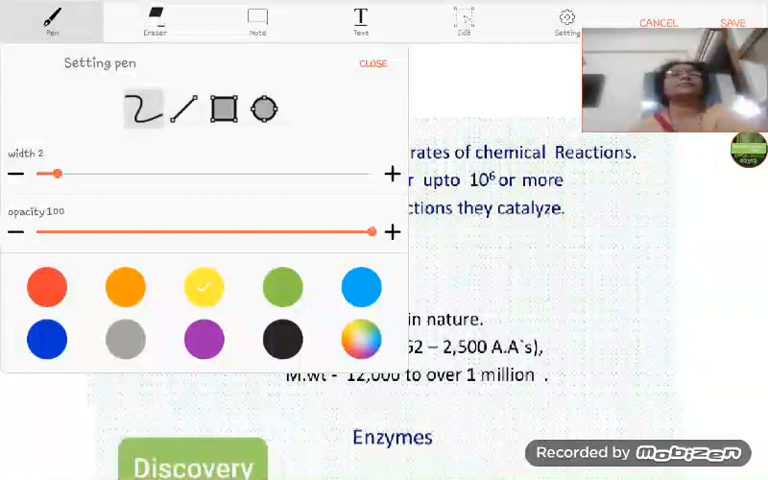 Pen
Eraser
Note
Text
Edit
Setting
CANCEL
SAVE
Setting pen
CLOSE
width 2
opacity 100
rates of chemical Reactions.
r upto 10⁶ or more
ctions they catalyze.
in nature.
62 – 2,500 A.A`s),
M.wt - 12,000 to over 1 million .
Enzymes
Discovery
Recorded by Mobizen